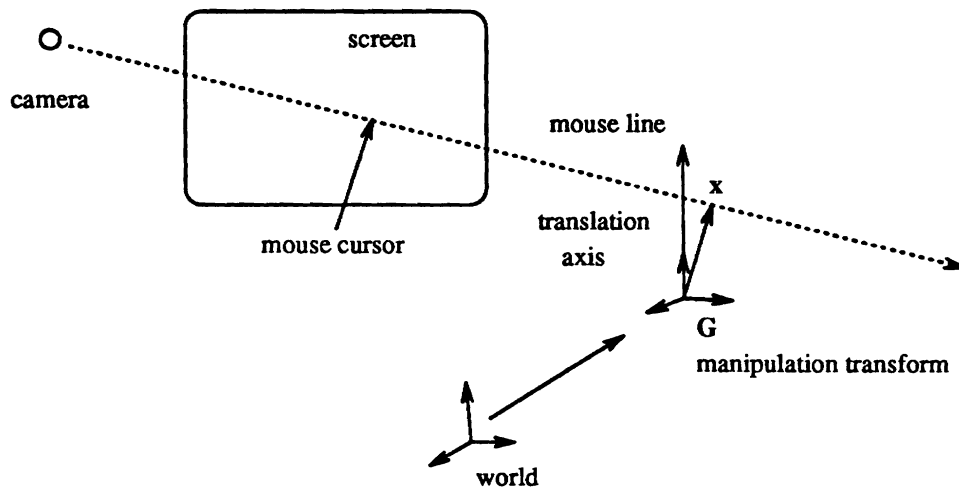 screen
camera
mouse line
x
mouse cursor
translation
axis
G
manipulation transform
world